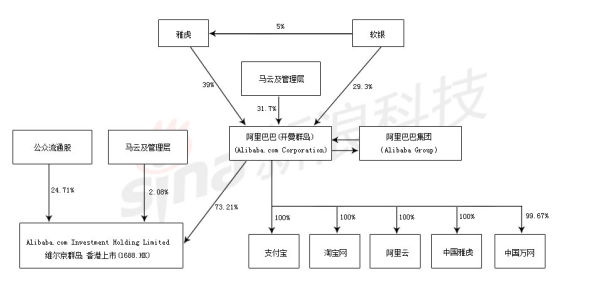 雅虎
5%
软银
39%
马云及管理层
29.3%
31.7%
阿里巴巴(开曼群岛)
(Alibaba.com Corporation)
阿里巴巴集团
(Alibaba Group)
公众流通股
马云及管理层
24.71%
2.08%
73.21%
Alibaba.com Investment Holding Limited
维尔京群岛 香港上市(1688.HK)
100%
100%
100%
100%
99.67%
支付宝
淘宝网
阿里云
中国雅虎
中国万网
sina新浪科技